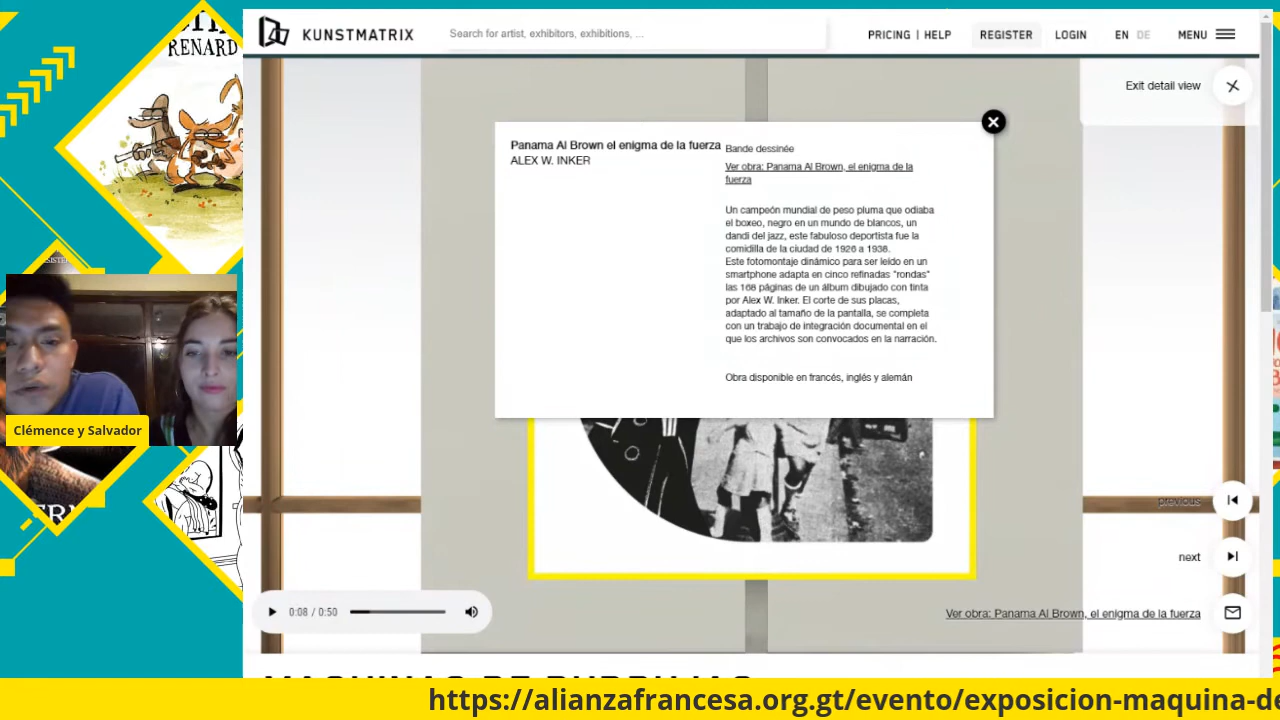 RENARD
KUNSTMATRIX
Search for artist, exhibitors, exhibitions, ...
PRICING | HELP
REGISTER
LOGIN
EN DE
MENU
Exit detail view
Panama Al Brown el enigma de la fuerza
ALEX W. INKER
Bande dessinée
Ver obra: Panama Al Brown, el enigma de la
fuerza
Un campeón mundial de peso pluma que odiaba
el boxeo, negro en un mundo de blancos, un
dandi del jazz, este fabuloso deportista fue la
comidilla de la ciudad de 1926 a 1938.
Este fotomontaje dinámico para ser leído en un
smartphone adapta en cinco refinadas "rondas"
las 168 páginas de un álbum dibujado con tinta
por Alex W. Inker. El corte de sus placas,
adaptado al tamaño de la pantalla, se completa
con un trabajo de integración documental en el
que los archivos son convocados en la narración.
Obra disponible en francés, inglés y alemán
Clémence y Salvador
previous
next
0:08 / 0:50
Ver obra: Panama Al Brown, el enigma de la fuerza
https://alianzafrancesa.org.gt/evento/exposicion-maquina-de